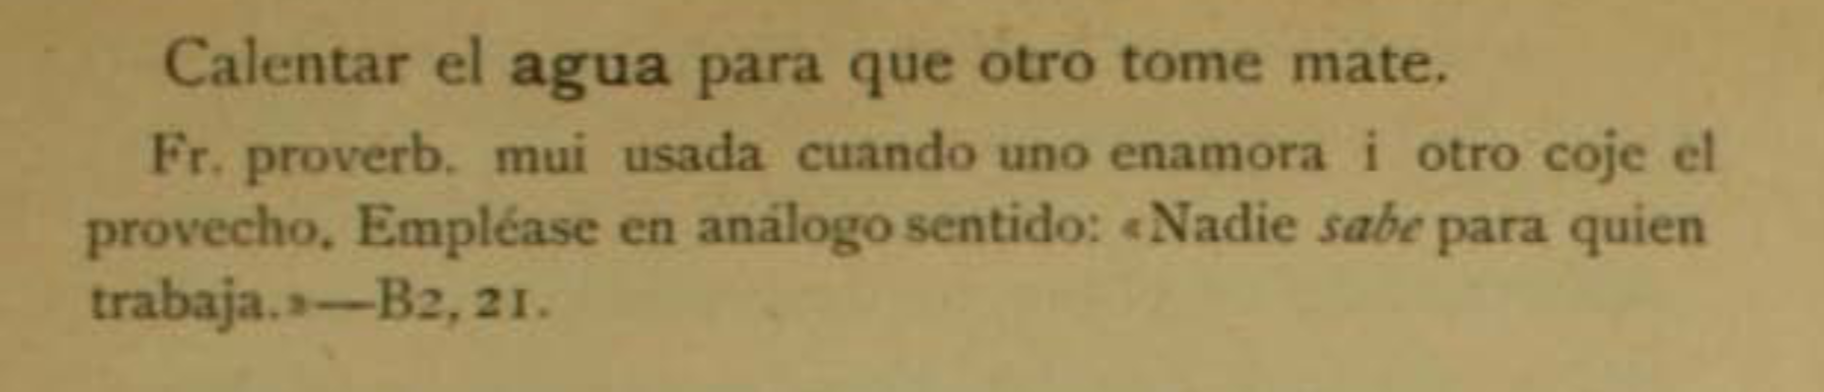 Calentar el agua para que otro tome mate.
Fr. proverb. mui usada cuando uno enamora i otro coje el
provecho. Empléase en análogo sentido: «Nadie sabe para quien
trabaja.»—B2, 21.